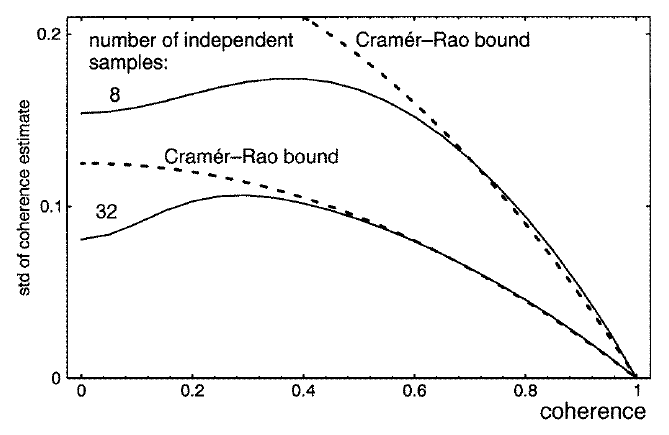 0.2
number of independent
samples:
Cramér–Rao bound
8
Cramér–Rao bound
0.1
32
std of coherence estimate
0
0 0.2 0.4 0.6 0.8 1
coherence